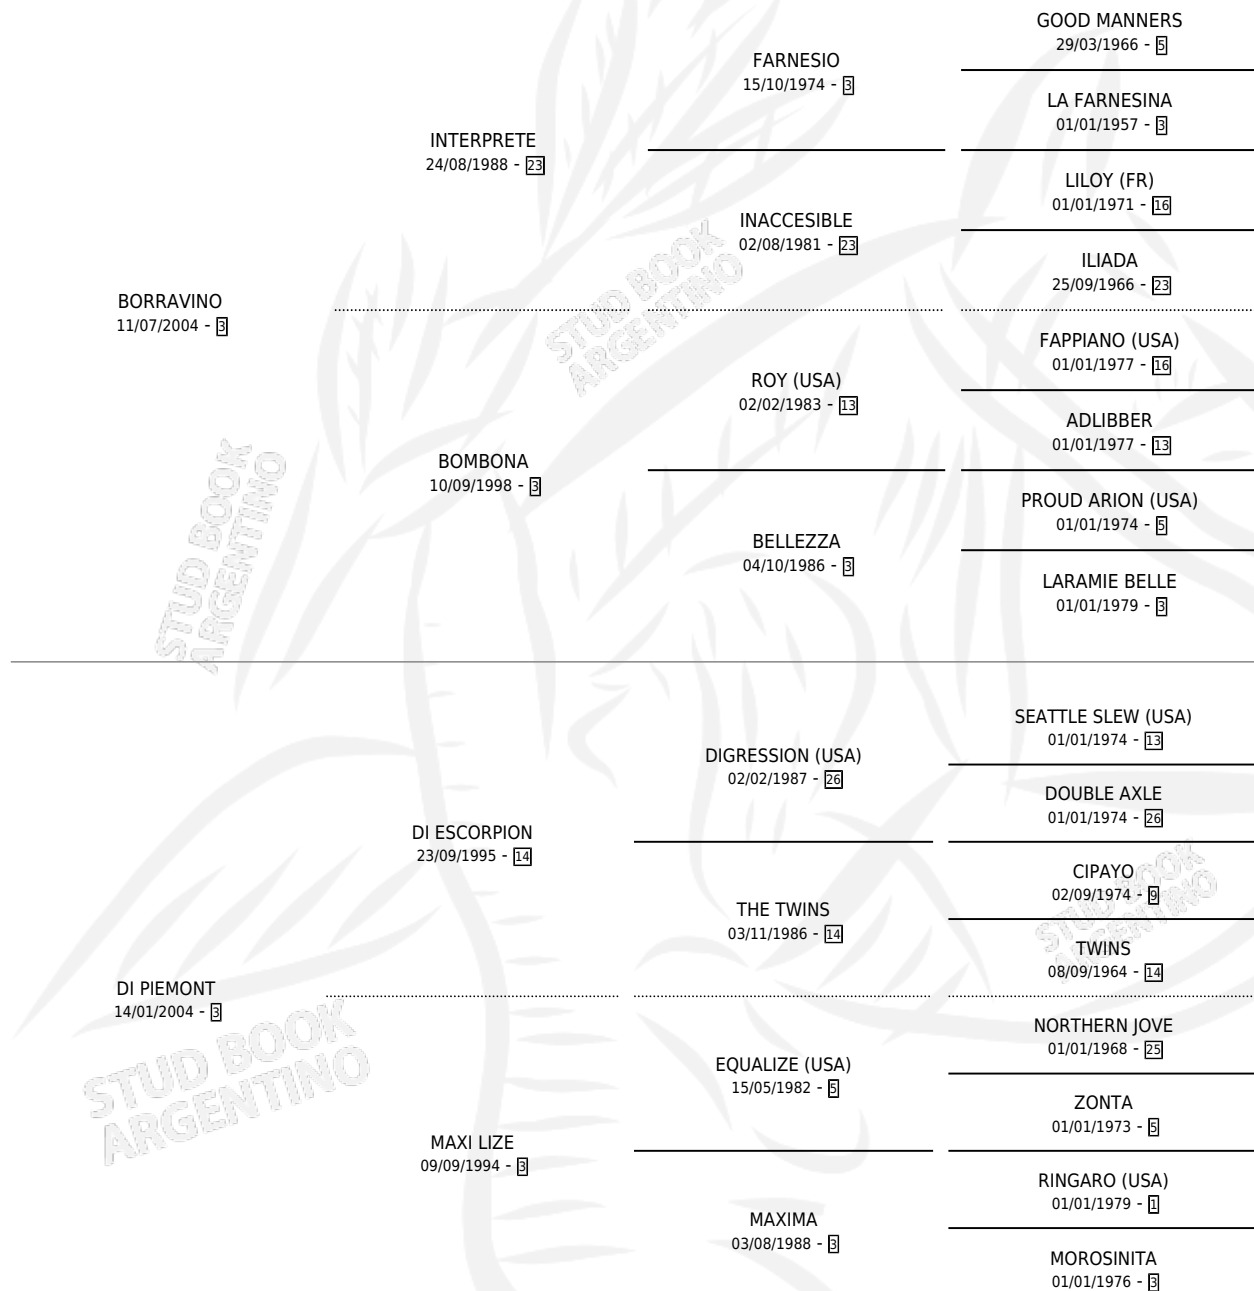 GOOD MANNERS
29/03/1966 - 5
FARNESIO
15/10/1974 - 3
LA FARNESINA
01/01/1957 - 3
INTERPRETE
24/08/1988 - 23
LILOY (FR)
01/01/1971 - 16
INACCESIBLE
02/08/1981 - 23
ILIADA
25/09/1966 - 23
BORRAVINO
11/07/2004 - 3
FAPPIANO (USA)
01/01/1977 - 16
ROY (USA)
02/02/1983 - 13
ADLIBBER
01/01/1977 - 13
BOMBONA
10/09/1998 - 3
PROUD ARION (USA)
01/01/1974 - 5
BELLEZZA
04/10/1986 - 3
LARAMIE BELLE
01/01/1979 - 3
STUD BOOK
ARGENTINO
STUD BOOK
ARGENTINO
SEATTLE SLEW (USA)
01/01/1974 - 13
DIGRESSION (USA)
02/02/1987 - 26
DOUBLE AXLE
01/01/1974 - 26
DI ESCORPION
23/09/1995 - 14
CIPAYO
02/09/1974 - 9
THE TWINS
03/11/1986 - 14
TWINS
08/09/1964 - 14
DI PIEMONT
14/01/2004 - 3
NORTHERN JOVE
01/01/1968 - 25
EQUALIZE (USA)
15/05/1982 - 5
ZONTA
01/01/1973 - 5
MAXI LIZE
09/09/1994 - 3
RINGARO (USA)
01/01/1979 - 1
MAXIMA
03/08/1988 - 3
MOROSINITA
01/01/1976 - 3
STUD BOOK
ARGENTINO
STUD BOOK
ARGENTINO